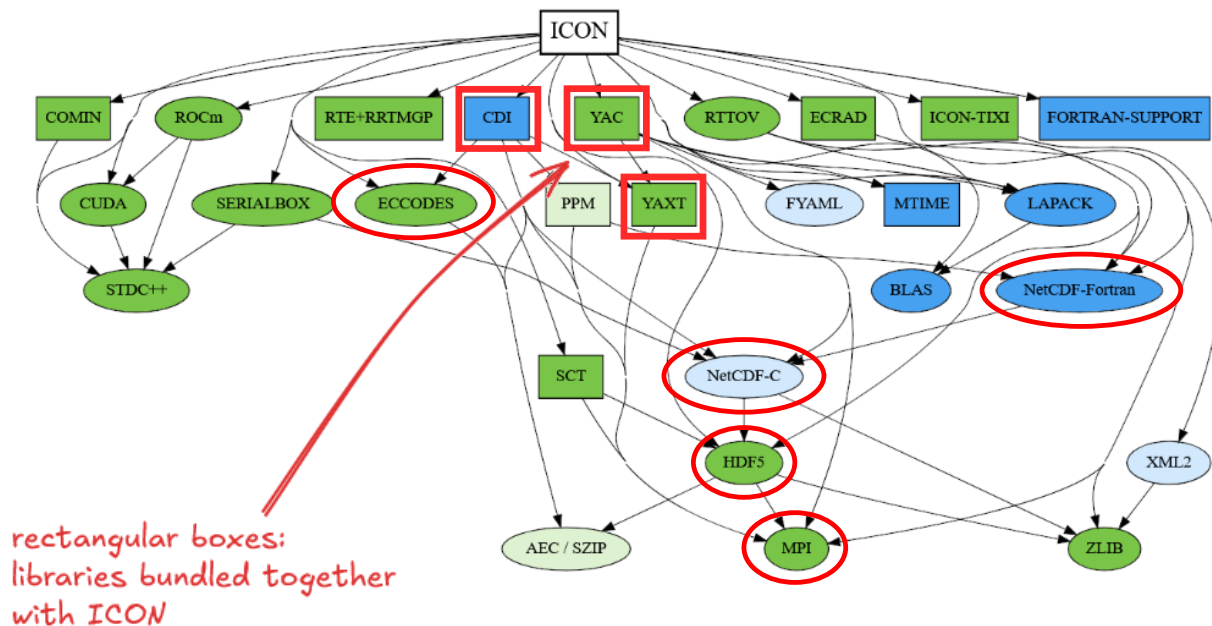 ICON
COMIN
ROCm
RTE+RRTMGP
CDI
YAC
RTTOV
ECRAD
ICON-TIXI
FORTRAN-SUPPORT
CUDA
SERIALBOX
ECCODES
PPM
YAXT
FYAML
MTIME
LAPACK
STDC++
BLAS
NetCDF-Fortran
SCT
NetCDF-C
HDF5
XML2
AEC / SZIP
MPI
ZLIB
rectangular boxes:
libraries bundled together
with ICON